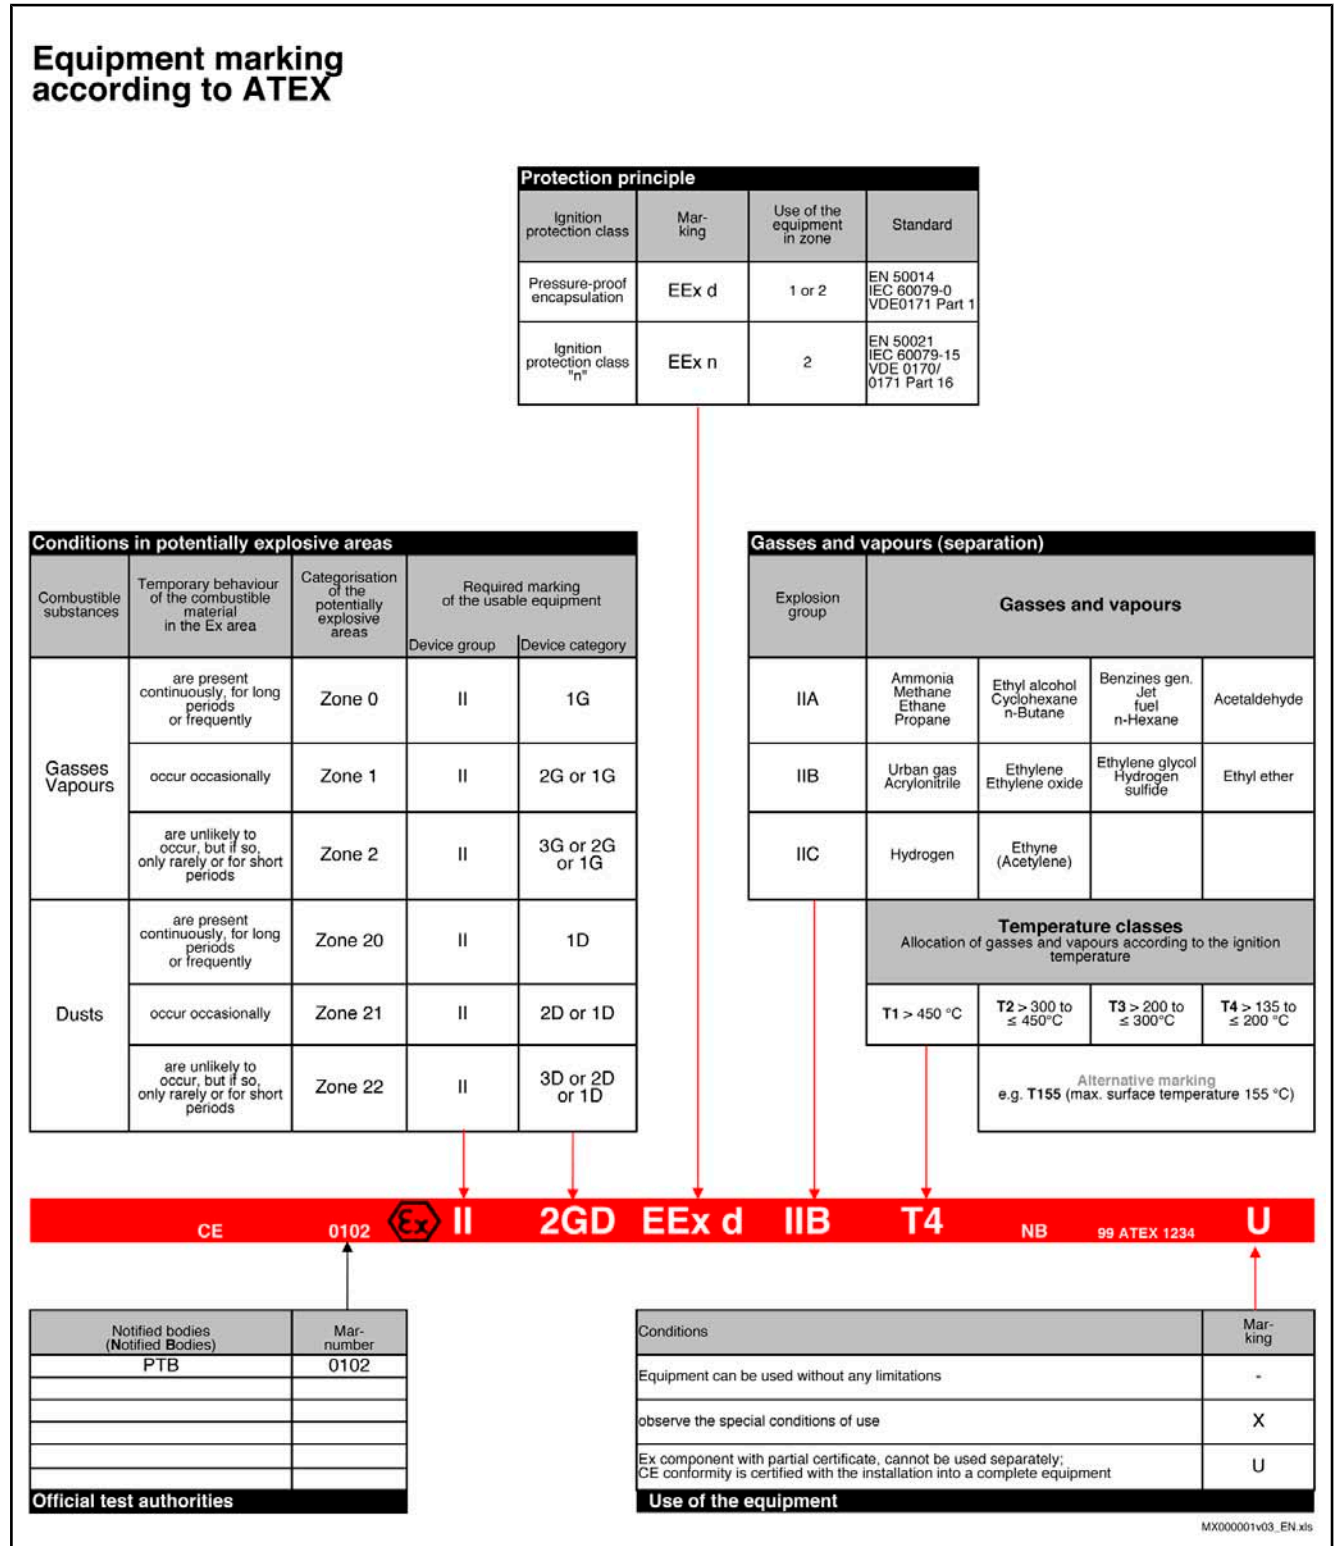 Equipment marking
according to ATEX
Protection principle
Ignition
protection class
Mar-
king
Use of the
equipment
in zone
Standard
Pressure-proof
encapsulation
EEx d
1 or 2
EN 50014
IEC 60079-0
VDE0171 Part 1
Ignition
protection class
"n"
EEx n
2
EN 50021
IEC 60079-15
VDE 0170/
0171 Part 16
Conditions in potentially explosive areas
Combustible
substances
Temporary behaviour
of the combustible
material
in the Ex area
Categorisation
of the
potentially
explosive
areas
Required marking
of the usable equipment
Device group
Device category
Gasses
Vapours
are present
continuously, for long
periods
or frequently
Zone 0
II
1G
occur occasionally
Zone 1
II
2G or 1G
are unlikely to
occur, but if so,
only rarely or for short
periods
Zone 2
II
3G or 2G
or 1G
Dusts
are present
continuously, for long
periods
or frequently
Zone 20
II
1D
occur occasionally
Zone 21
II
2D or 1D
are unlikely to
occur, but if so,
only rarely or for short
periods
Zone 22
II
3D or 2D
or 1D
Gasses and vapours (separation)
Explosion
group
Gasses and vapours
IIA
Ammonia
Methane
Ethane
Propane
Ethyl alcohol
Cyclohexane
n-Butane
Benzines gen.
Jet
fuel
n-Hexane
Acetaldehyde
IIB
Urban gas
Acrylonitrile
Ethylene
Ethylene oxide
Ethylene glycol
Hydrogen
sulfide
Ethyl ether
IIC
Hydrogen
Ethyne
(Acetylene)
Temperature classes
Allocation of gasses and vapours according to the ignition
temperature
T1 > 450 °C
T2 > 300 to
≤ 450°C
T3 > 200 to
≤ 300°C
T4 > 135 to
≤ 200 °C
Alternative marking
e.g. T155 (max. surface temperature 155 °C)
CE 0102 Ex II 2GD EEx d IIB T4 NB 99 ATEX 1234 U
Notified bodies
(Notified Bodies)
Mar-
number
PTB
0102
Official test authorities
Conditions
Mar-
king
Equipment can be used without any limitations
-
observe the special conditions of use
X
Ex component with partial certificate, cannot be used separately;
CE conformity is certified with the installation into a complete equipment
U
Use of the equipment
MX000001v03_EN.xls